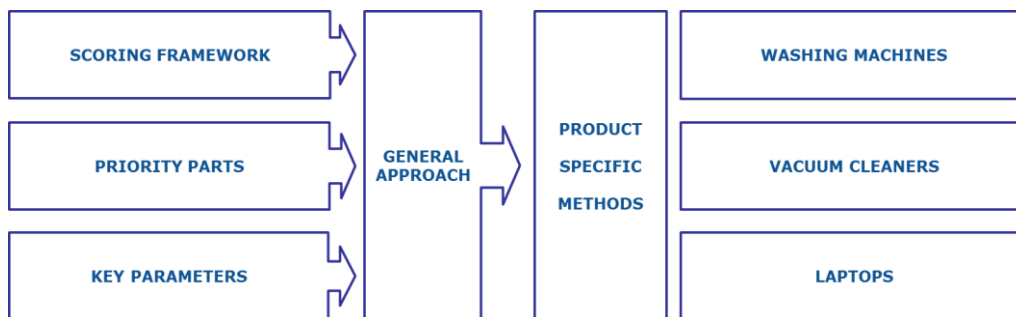 SCORING FRAMEWORK
PRIORITY PARTS
KEY PARAMETERS
GENERAL
APPROACH
PRODUCT
SPECIFIC
METHODS
WASHING MACHINES
VACUUM CLEANERS
LAPTOPS